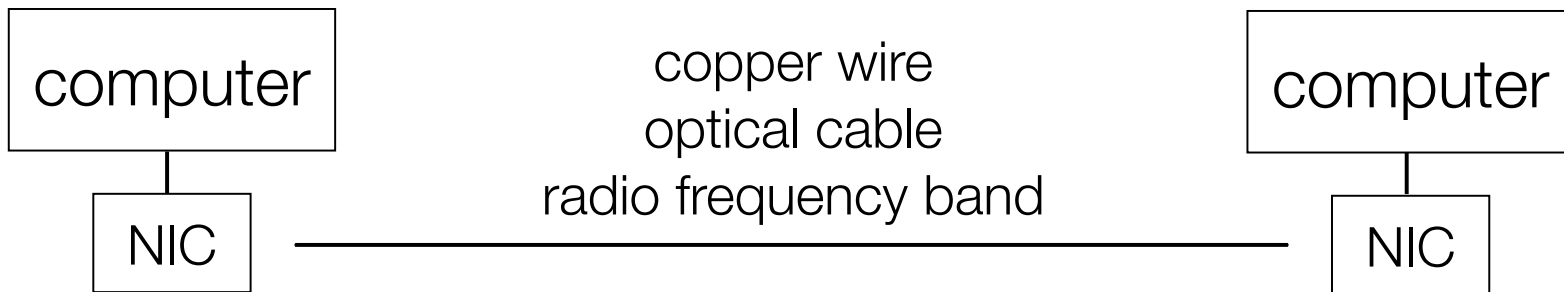 computer
NIC
copper wire
optical cable
radio frequency band
computer
NIC